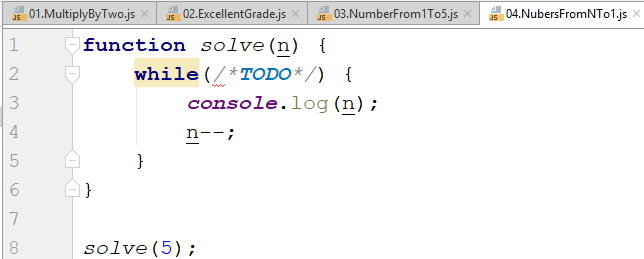 01.MultiplyByTwo.js 02.ExcellentGrade.js 03.NumberFrom1To5.js 04.NubersFromNTo1.js
1 function solve(n) {
2 while(/*TODO*/) {
3 console.log(n);
4 n--;
5 }
6 }
7
8 solve(5);